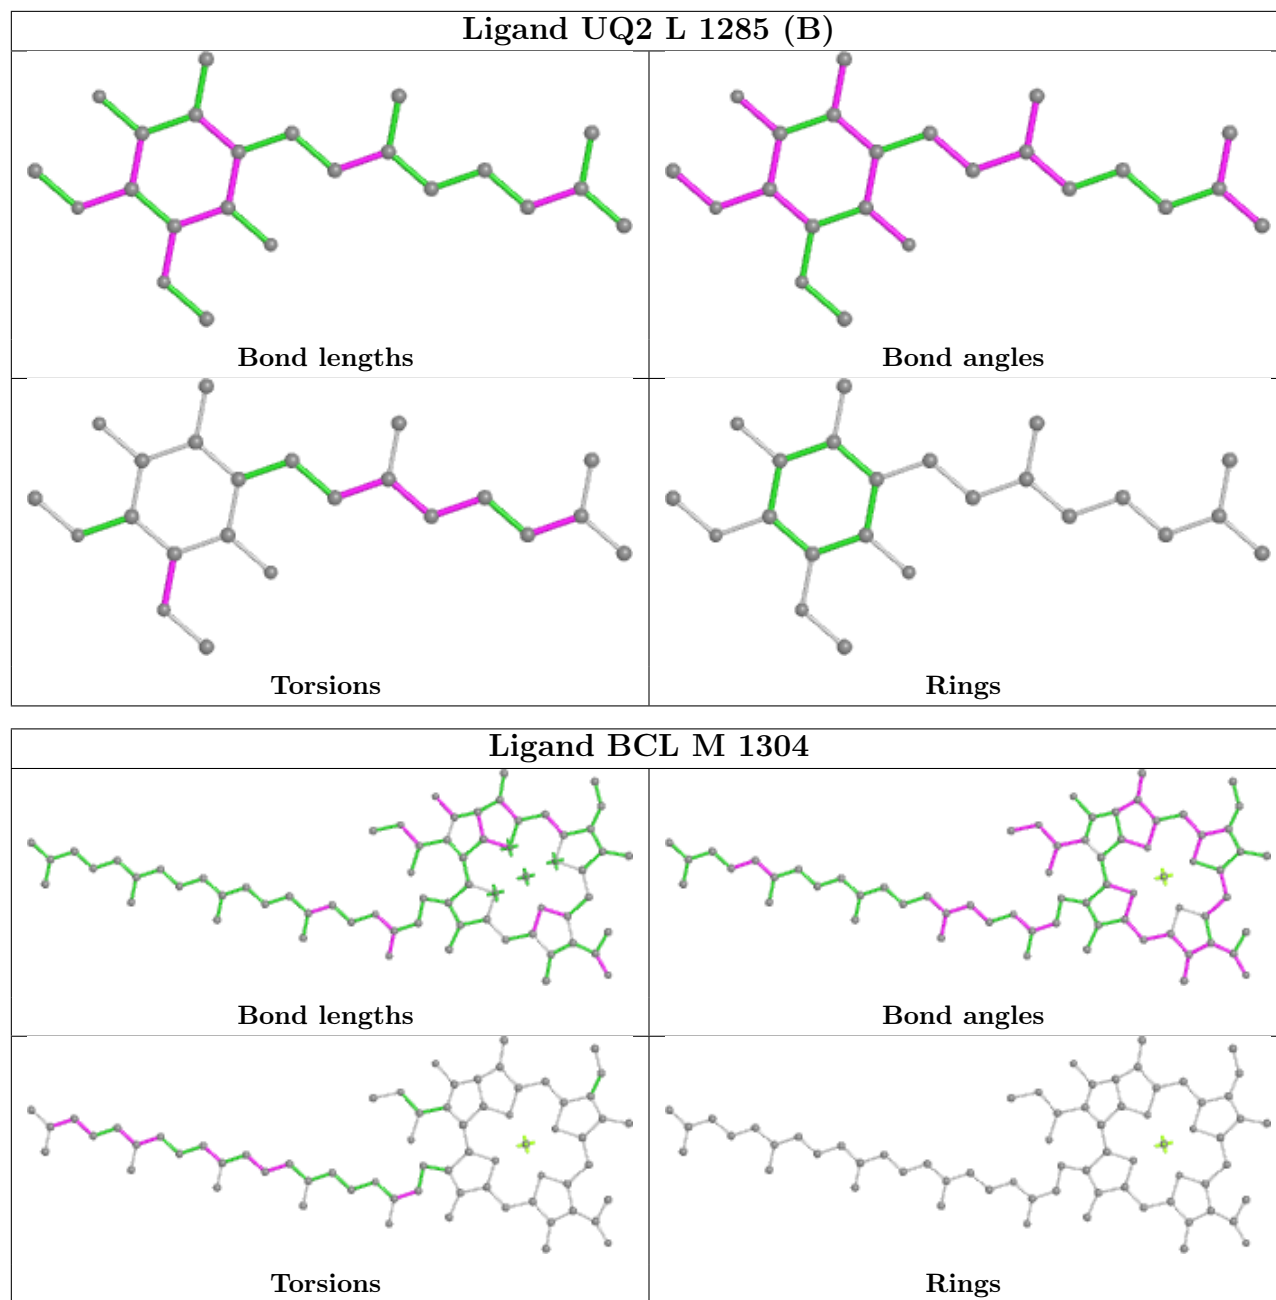 Ligand UQ2 L 1285 (B)
Bond lengths
Bond angles
Torsions
Rings
Ligand BCL M 1304
Bond lengths
Bond angles
Torsions
Rings